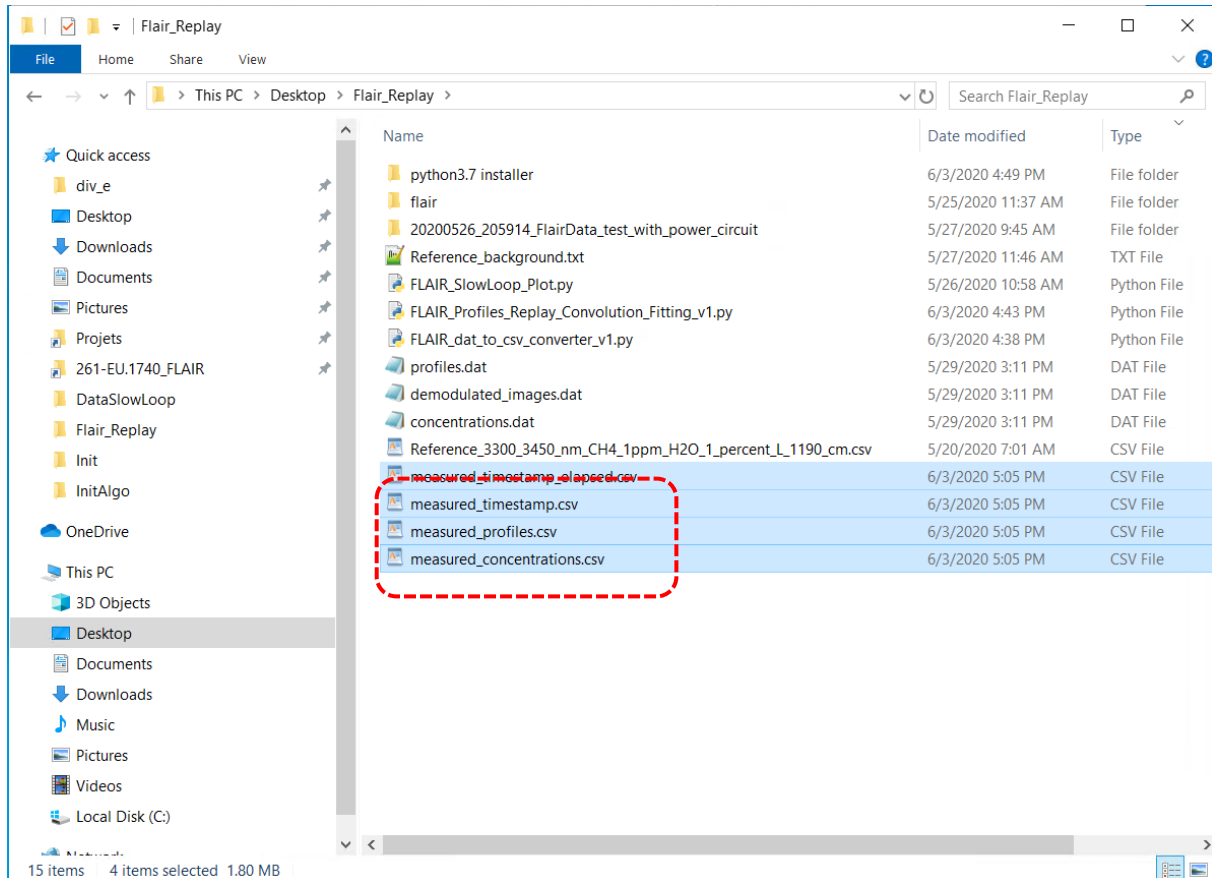 Flair_Replay
File Home Share View
This PC > Desktop > Flair_Replay > Search Flair_Replay
Name Date modified Type
Quick access
div_e
Desktop
Downloads
Documents
Pictures
Projets
261-EU.1740_FLAIR
DataSlowLoop
Flair_Replay
Init
InitAlgo
OneDrive
This PC
3D Objects
Desktop
Documents
Downloads
Music
Pictures
Videos
Local Disk (C:)
Network
python3.7 installer 6/3/2020 4:49 PM File folder
flair 5/25/2020 11:37 AM File folder
20200526_205914_FlairData_test_with_power_circuit 5/27/2020 9:45 AM File folder
Reference_background.txt 5/27/2020 11:46 AM TXT File
FLAIR_SlowLoop_Plot.py 5/26/2020 10:58 AM Python File
FLAIR_Profiles_Replay_Convolution_Fitting_v1.py 6/3/2020 4:43 PM Python File
FLAIR_dat_to_csv_converter_v1.py 6/3/2020 4:38 PM Python File
profiles.dat 5/29/2020 3:11 PM DAT File
demodulated_images.dat 5/29/2020 3:11 PM DAT File
concentrations.dat 5/29/2020 3:11 PM DAT File
Reference_3300_3450_nm_CH4_1ppm_H2O_1_percent_L_1190_cm.csv 5/20/2020 7:01 AM CSV File
measured_timestamp_elapsed.csv 6/3/2020 5:05 PM CSV File
measured_timestamp.csv 6/3/2020 5:05 PM CSV File
measured_profiles.csv 6/3/2020 5:05 PM CSV File
measured_concentrations.csv 6/3/2020 5:05 PM CSV File
15 items 4 items selected 1.80 MB